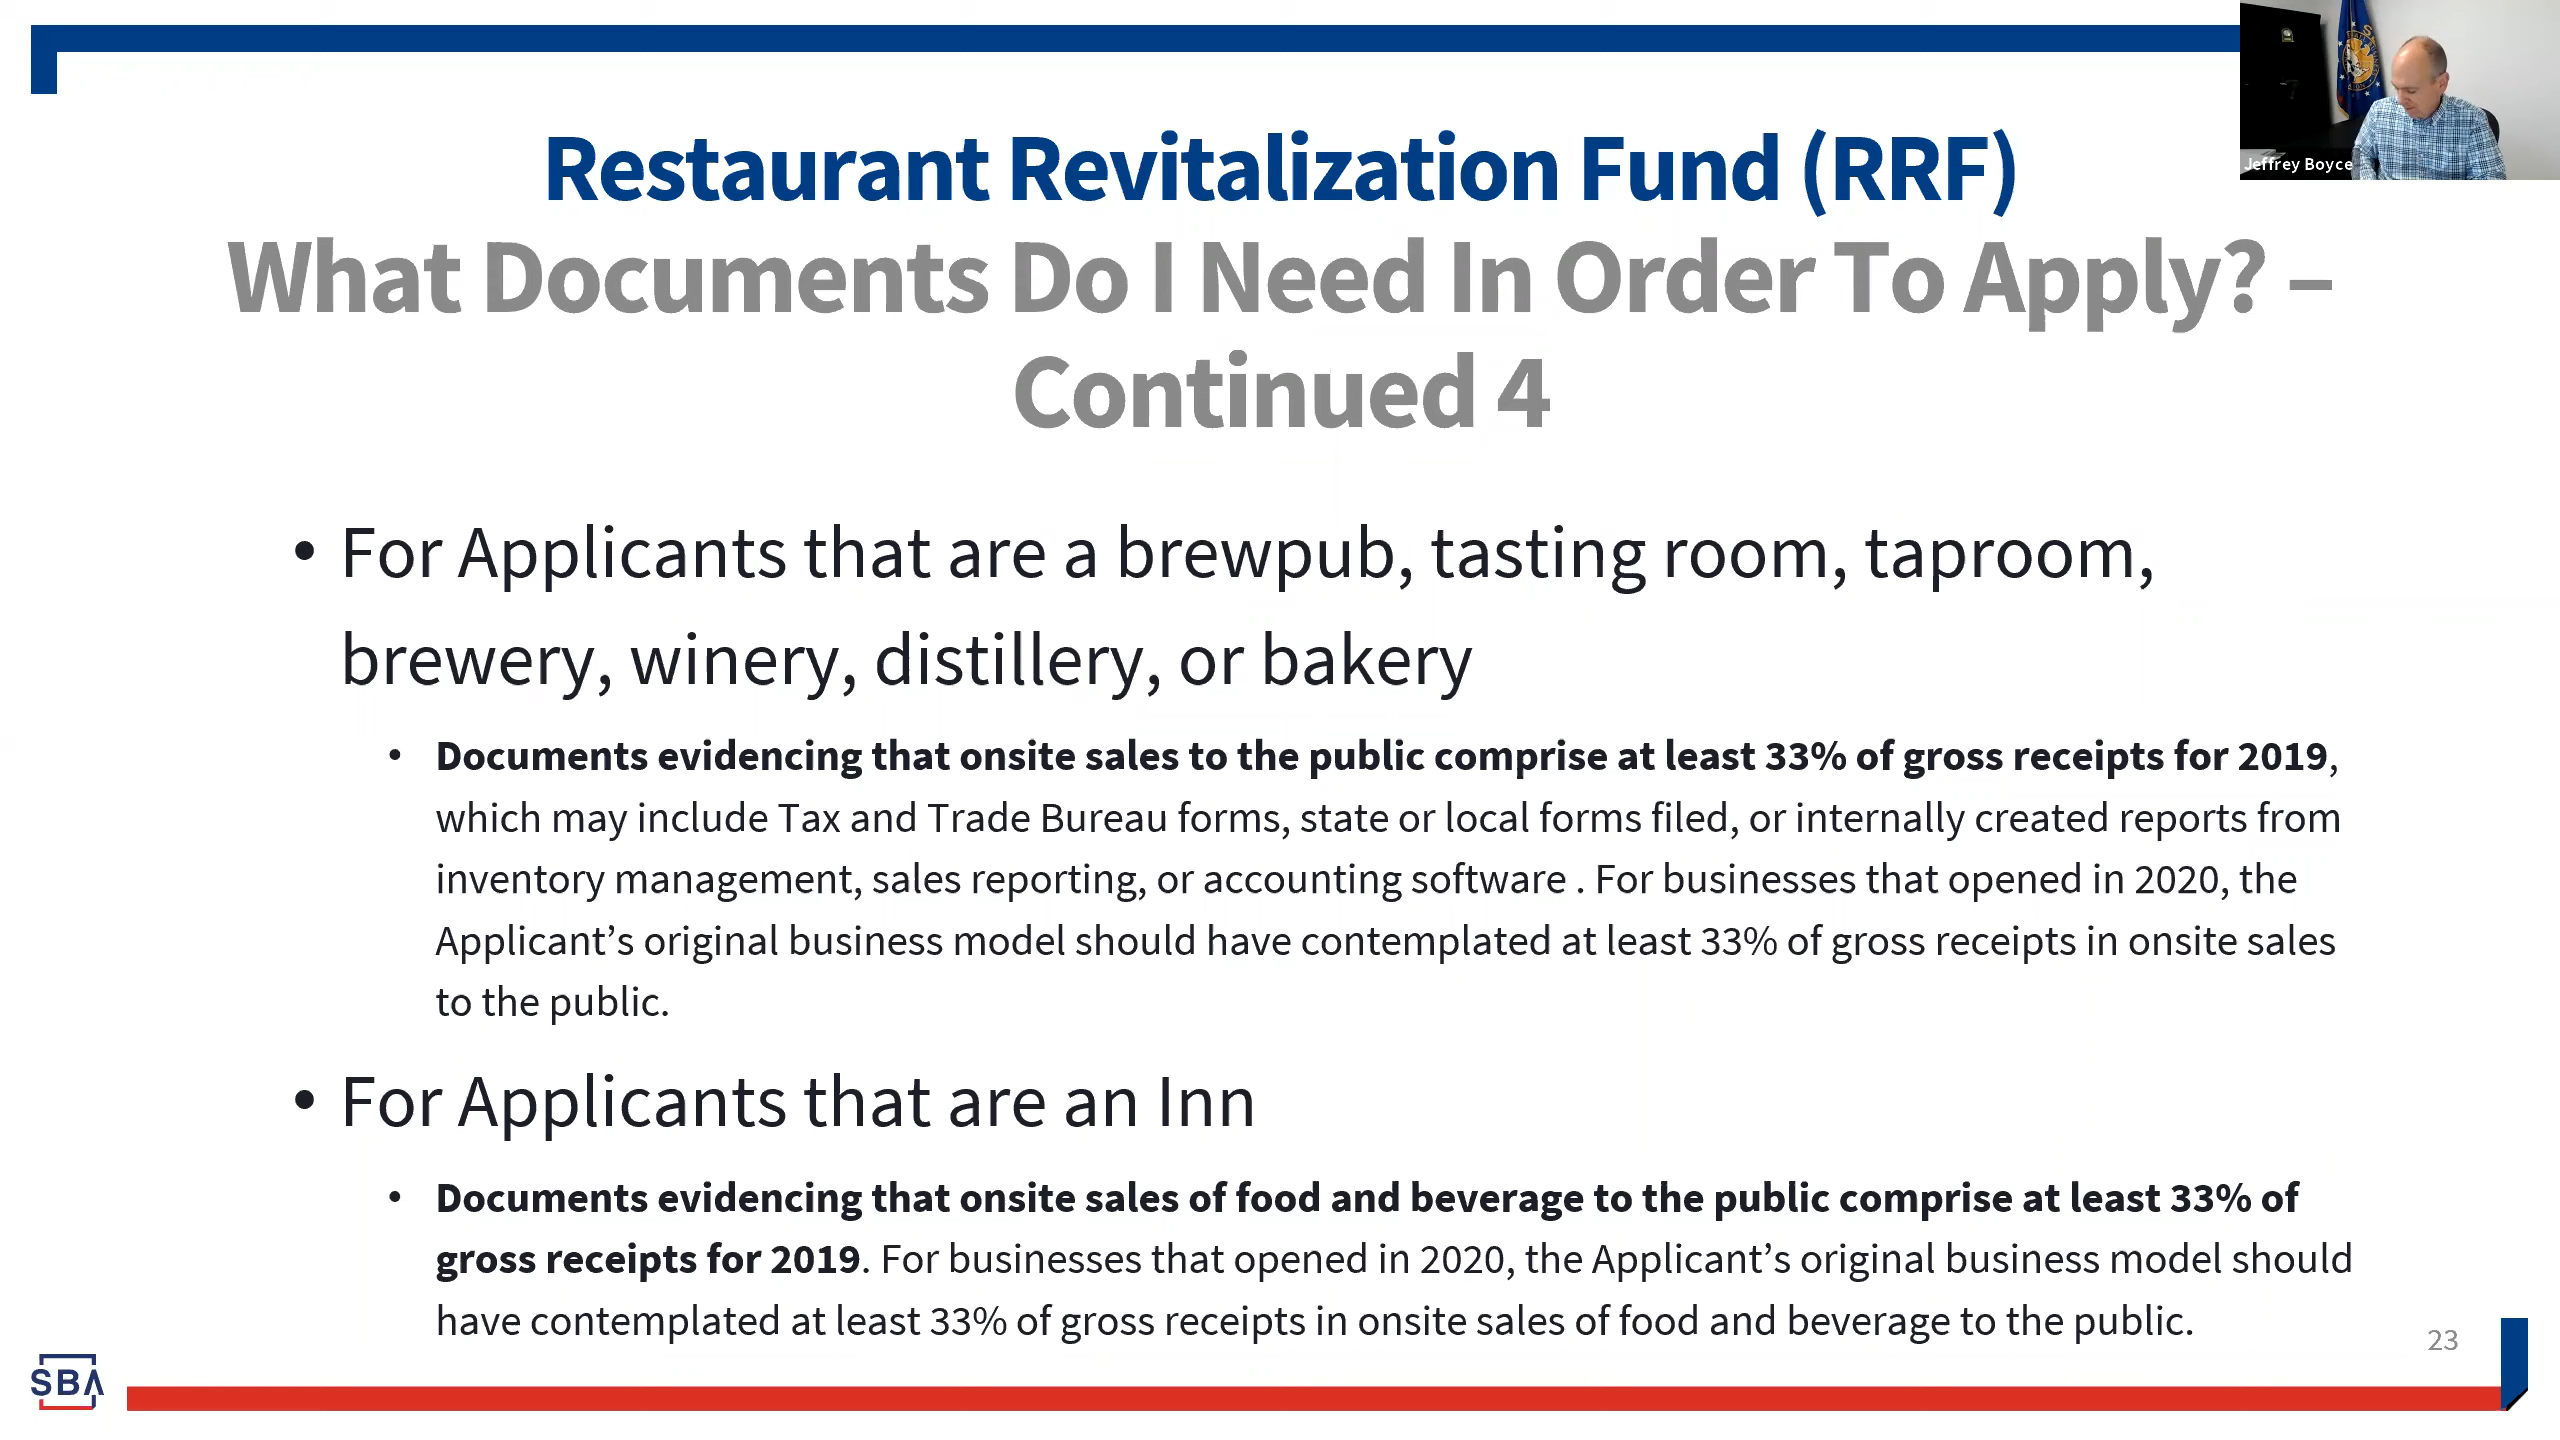 Restaurant Revitalization Fund (RRF)
What Documents Do I Need In Order To Apply? –
Continued 4
Jeffrey Boyce
• For Applicants that are a brewpub, tasting room, taproom,
brewery, winery, distillery, or bakery
• Documents evidencing that onsite sales to the public comprise at least 33% of gross receipts for 2019,
which may include Tax and Trade Bureau forms, state or local forms filed, or internally created reports from
inventory management, sales reporting, or accounting software . For businesses that opened in 2020, the
Applicant’s original business model should have contemplated at least 33% of gross receipts in onsite sales
to the public.
• For Applicants that are an Inn
• Documents evidencing that onsite sales of food and beverage to the public comprise at least 33% of
gross receipts for 2019. For businesses that opened in 2020, the Applicant’s original business model should
have contemplated at least 33% of gross receipts in onsite sales of food and beverage to the public.
23
SBA